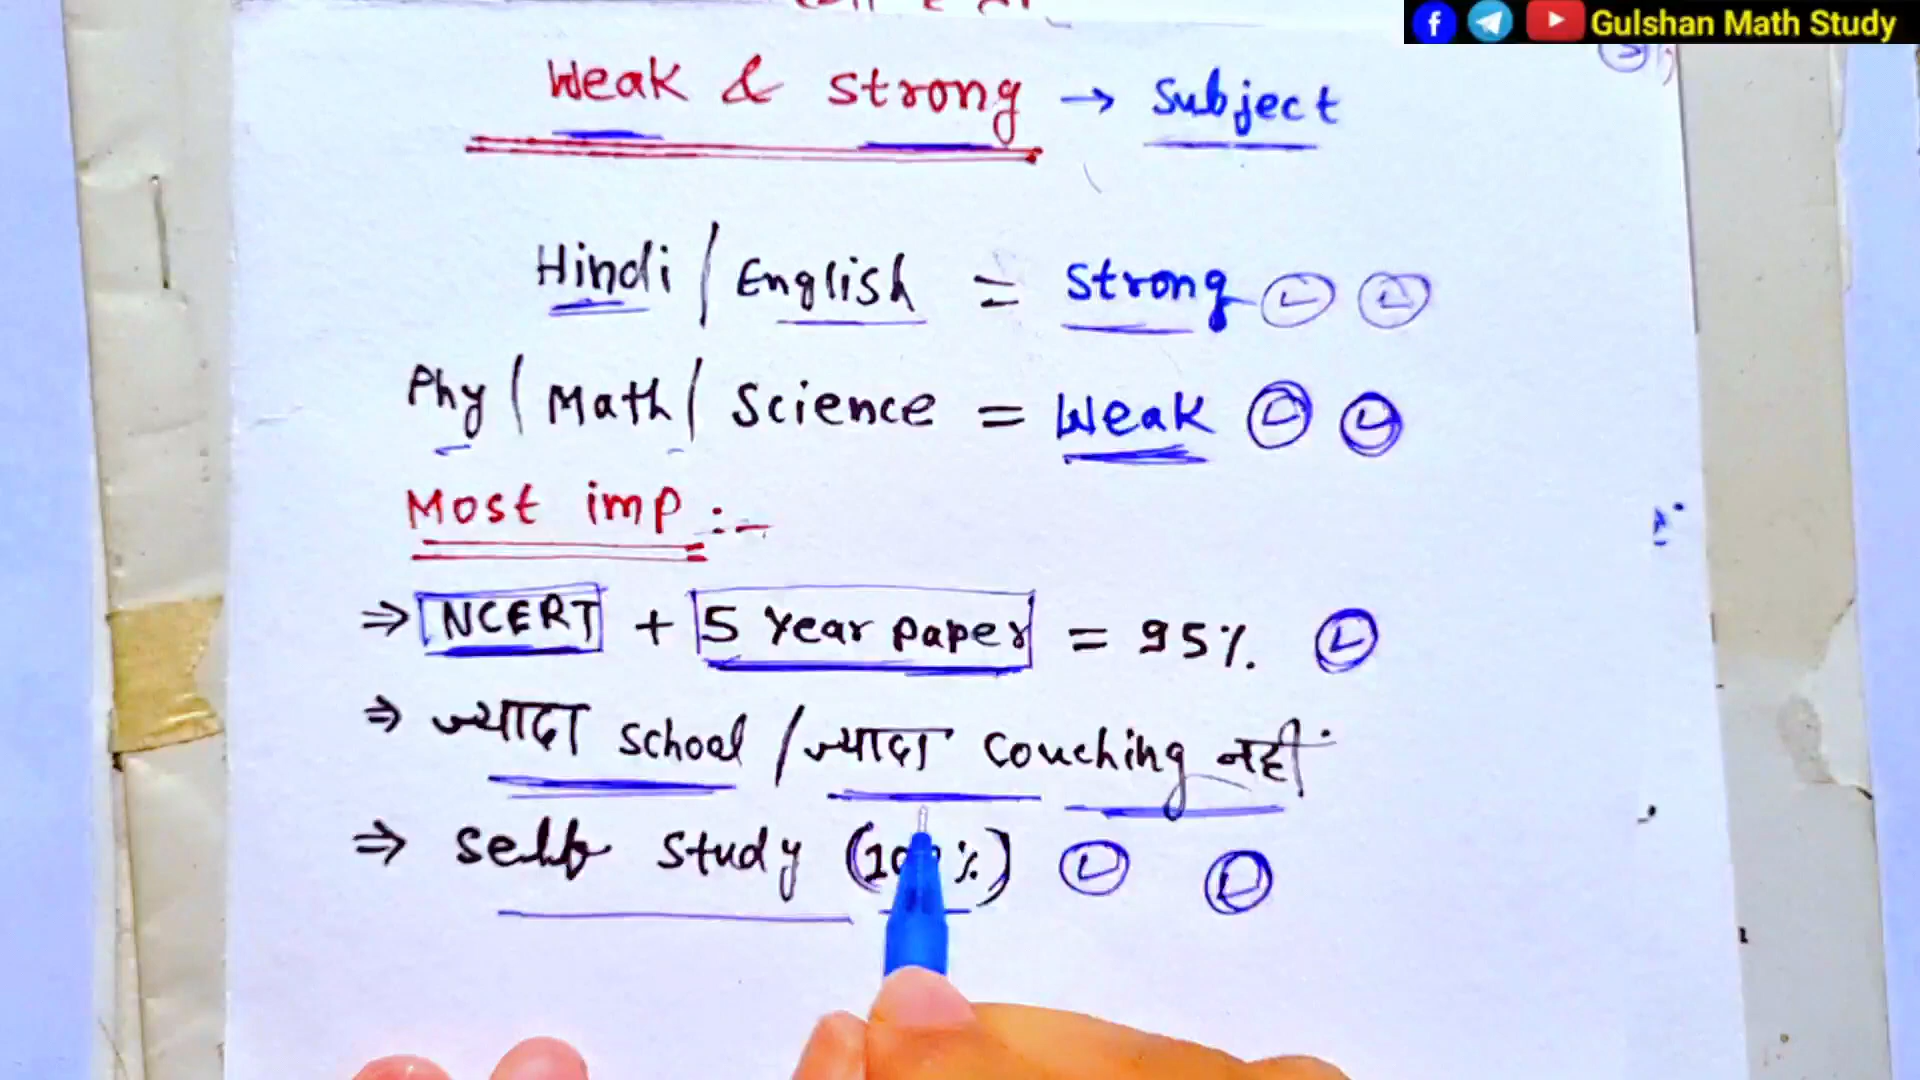 Gulshan Math Study
Weak & Strong → Subject
Hindi / English = Strong
Phy / Math / Science = Weak
Most imp :-
⇒ NCERT + 5 Year paper = 95%.
⇒ ज्यादा School / ज्यादा Couching नहीं
⇒ Self Study (100%)